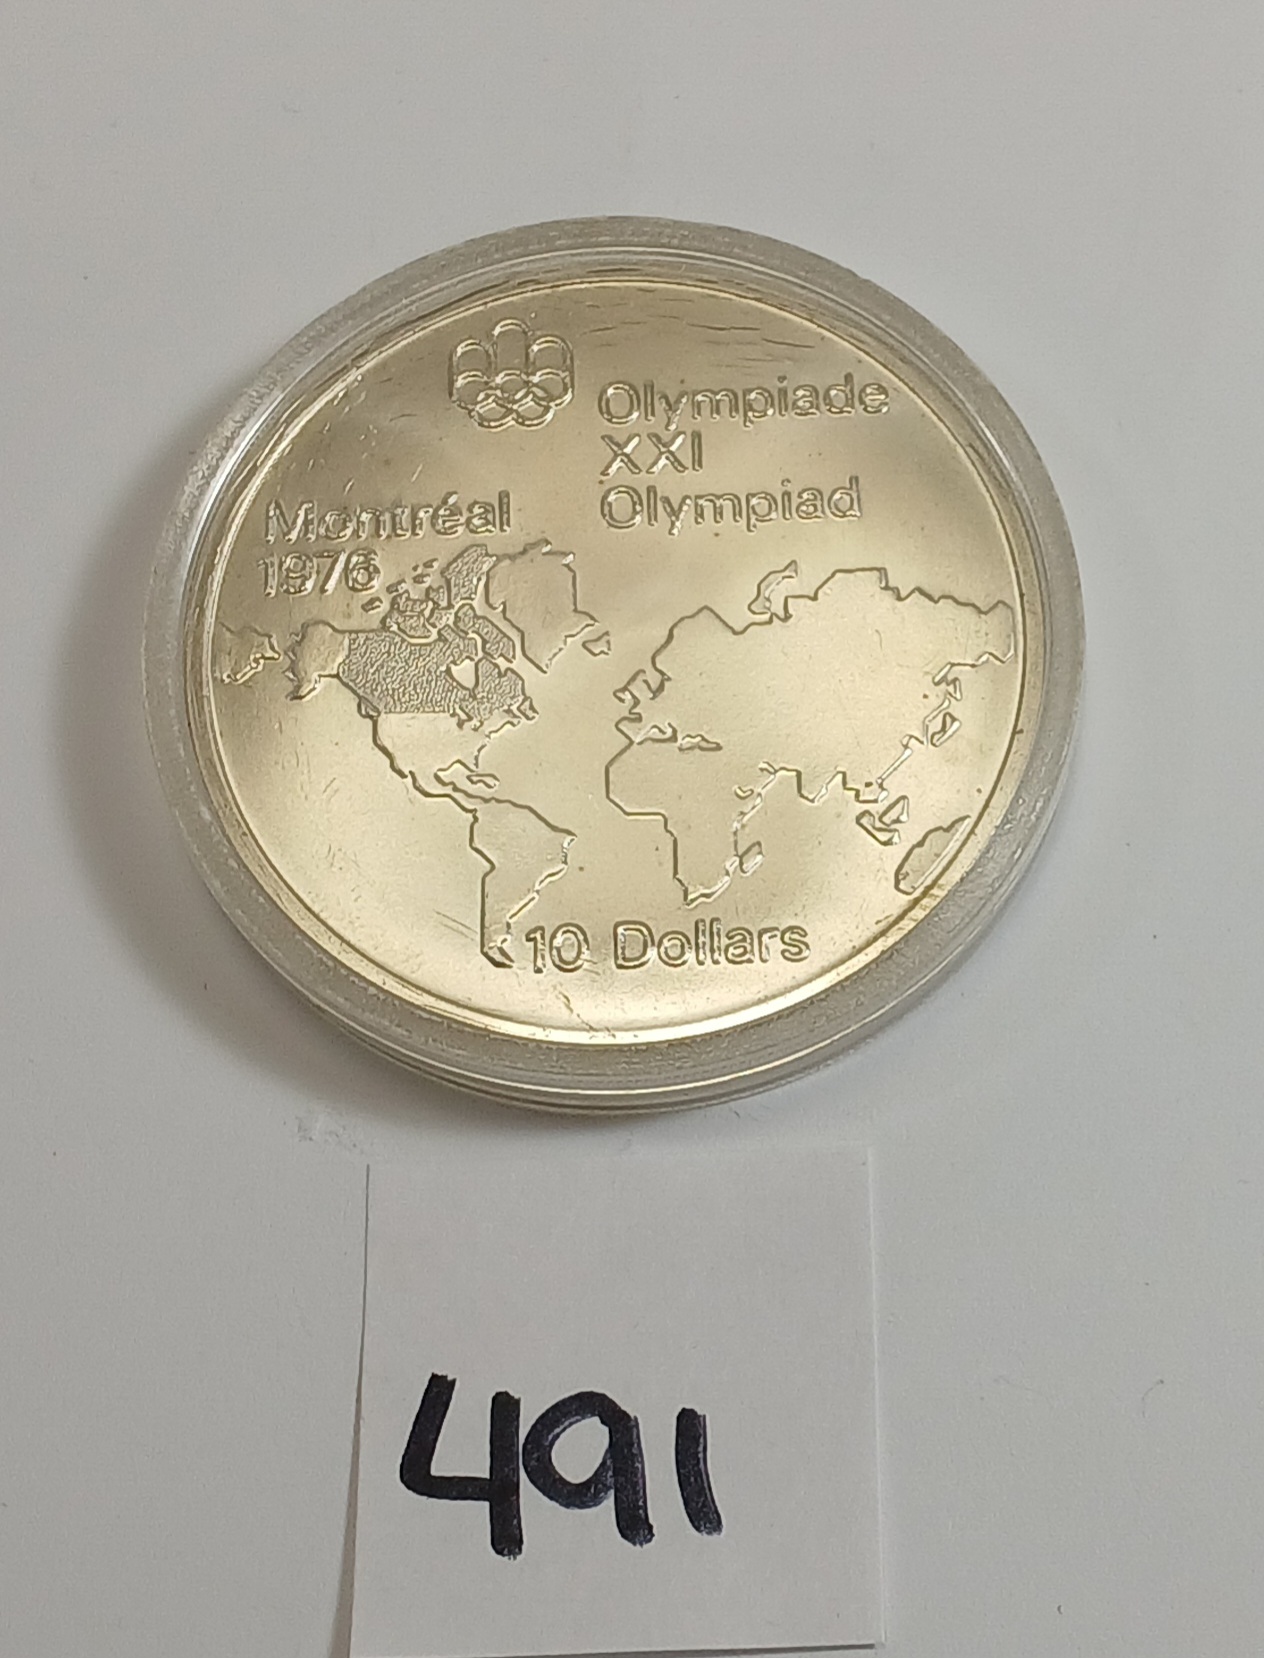 Olympiade
XXI
Olympiad
Montréal
1976
10 Dollars
491